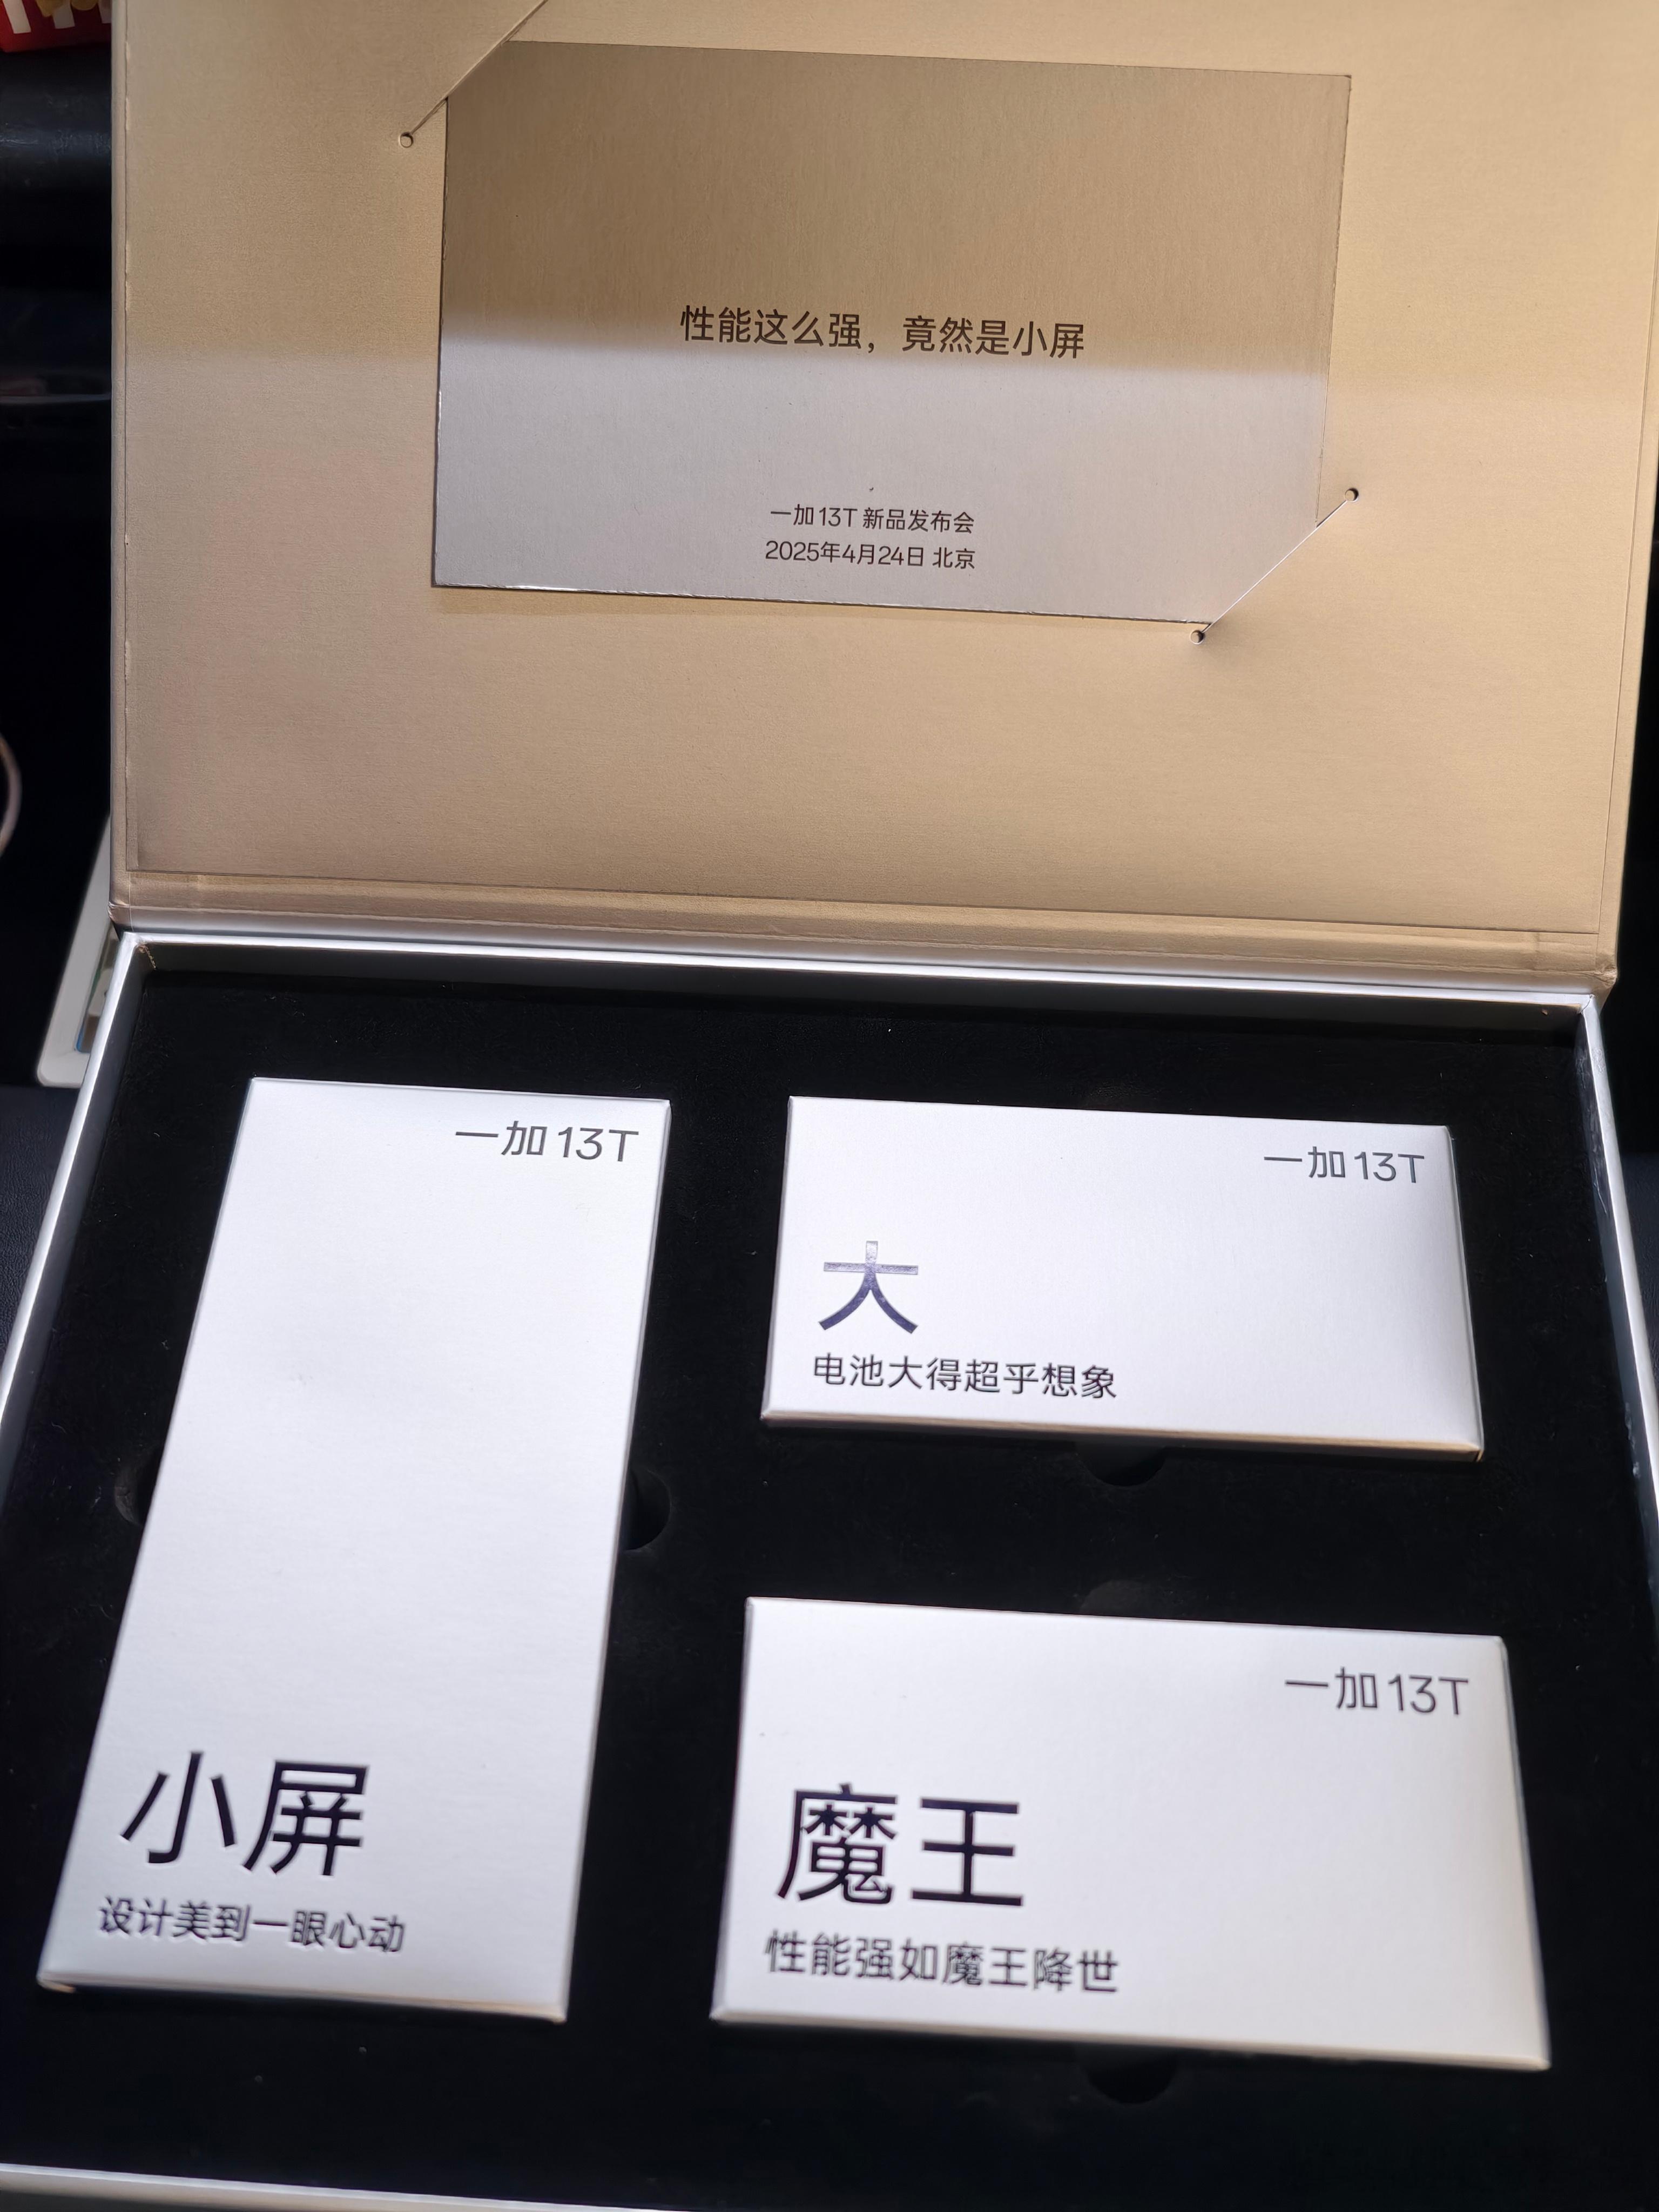 性能这么强，竟然是小屏
一加13T 新品发布会
2025年4月24日 北京
一加13T
小屏
设计美到一眼心动
一加13T
大
电池大得超乎想象
一加13T
魔王
性能强如魔王降世